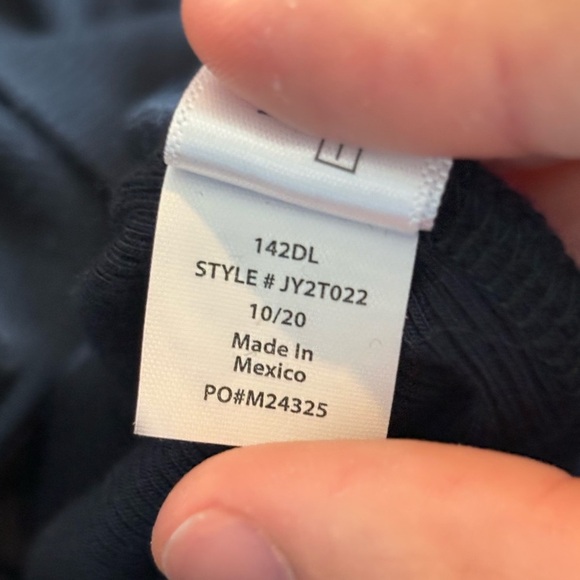 142DL
STYLE # JY2T022
10/20
Made In
Mexico
PO#M24325